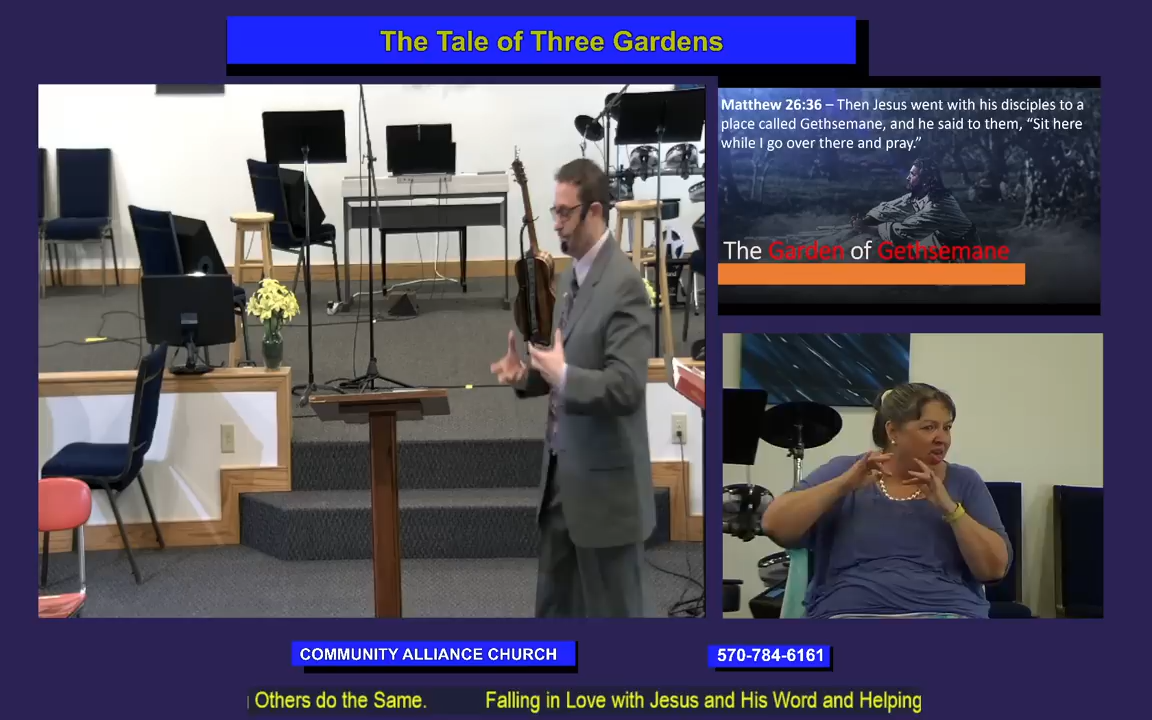 The Tale of Three Gardens
Matthew 26:36 – Then Jesus went with his disciples to a
place called Gethsemane, and he said to them, “Sit here
while I go over there and pray.”
The Garden of Gethsemane
COMMUNITY ALLIANCE CHURCH
570-784-6161
Others do the Same. Falling in Love with Jesus and His Word and Helping